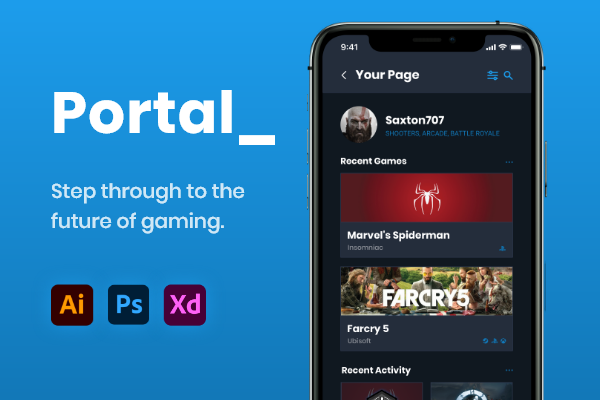 Portal_
Step through to the
future of gaming.
Ai Ps Xd
9:41
Your Page
Saxton707
SHOOTERS, ARCADE, BATTLE ROYALE
Recent Games
Marvel's Spiderman
Insomniac
FARCRY5
Farcry 5
Ubisoft
Recent Activity